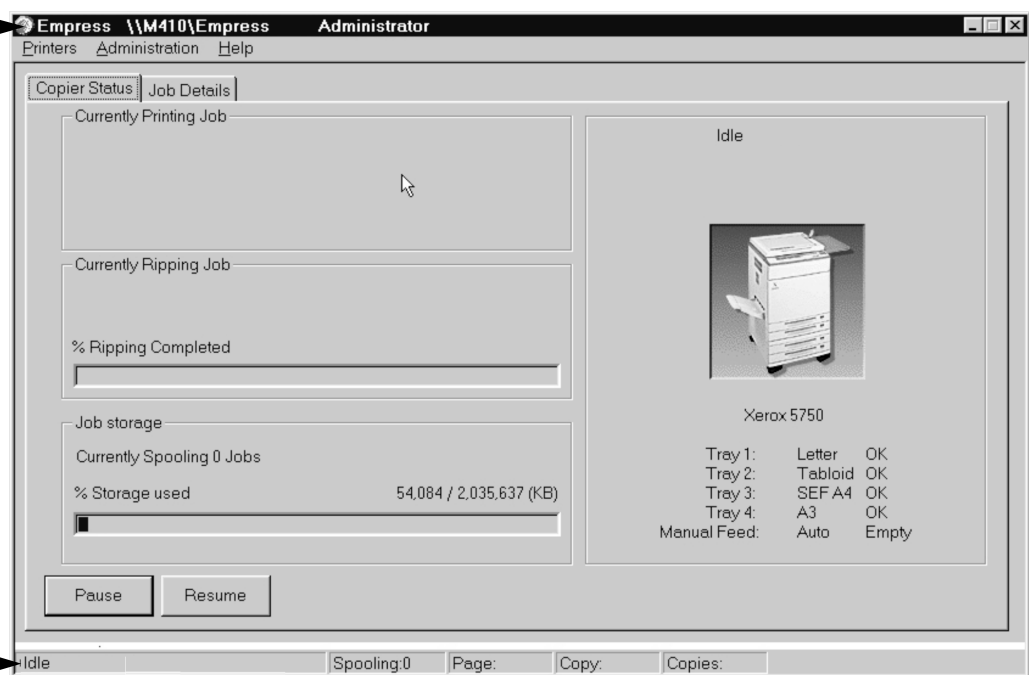 Empress \\M410\Empress Administrator
Printers Administration Help
Copier Status Job Details
Currently Printing Job
Currently Ripping Job
% Ripping Completed
Job storage
Currently Spooling 0 Jobs
% Storage used 54,084 / 2,035,637 (KB)
Pause Resume
Idle
Xerox 5750
Tray 1: Letter OK
Tray 2: Tabloid OK
Tray 3: SEF A4 OK
Tray 4: A3 OK
Manual Feed: Auto Empty
Idle Spooling:0 Page: Copy: Copies: